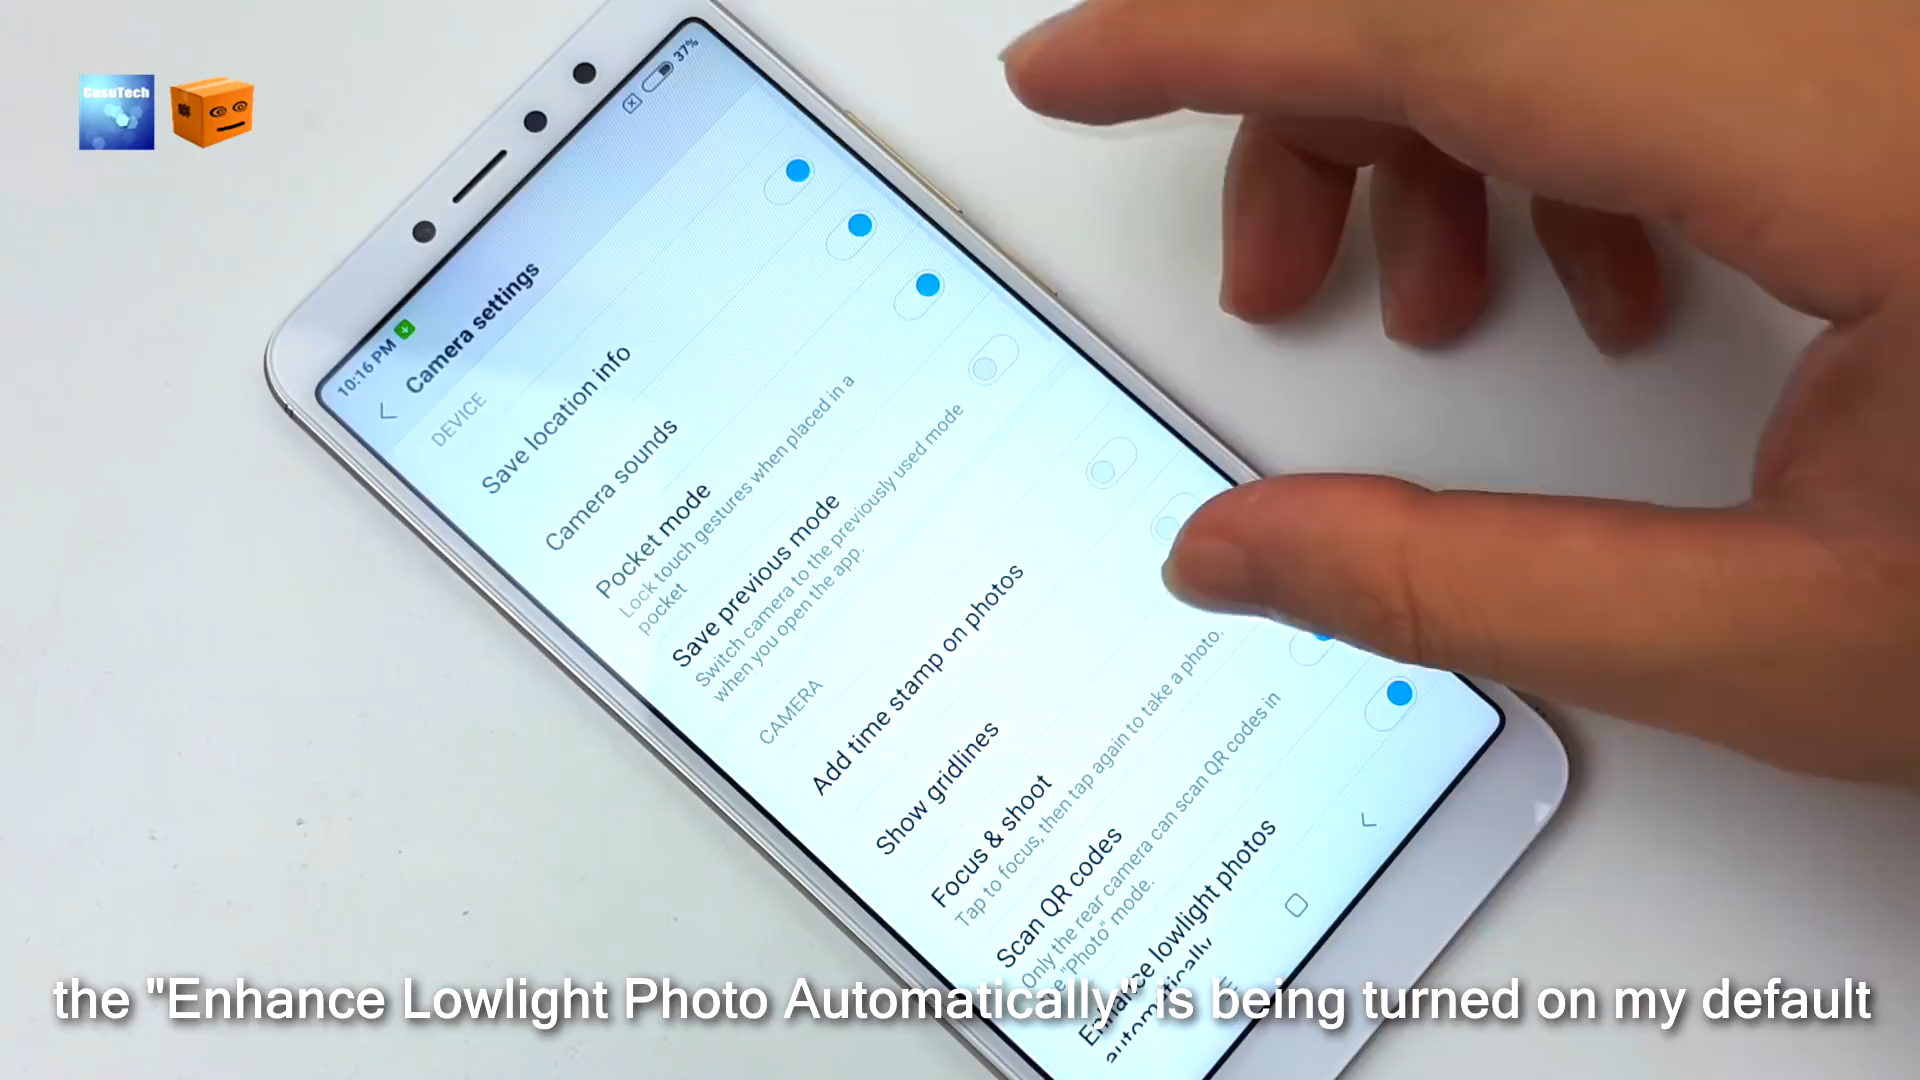 CasuTech
37%
10:16 PM
Camera settings
DEVICE
Save location info
Camera sounds
Pocket mode
Lock touch gestures when placed in a
pocket
Save previous mode
Switch camera to the previously used mode
when you open the app.
CAMERA
Add time stamp on photos
Show gridlines
Focus & shoot
Tap to focus, then tap again to take a photo.
Scan QR codes
Only the rear camera can scan QR codes in
"Photo" mode.
Enhance lowlight photos
automatically
the "Enhance Lowlight Photo Automatically" is being turned on my default